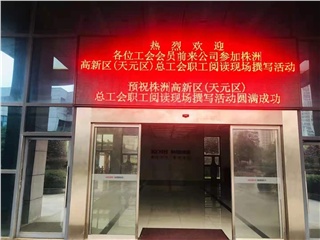 热烈欢迎
各位工会会员前来公司参加株洲
高新区(天元区)总工会职工阅读现场撰写活动
预祝株洲高新区(天元区)
总工会职工阅读现场撰写活动圆满成功